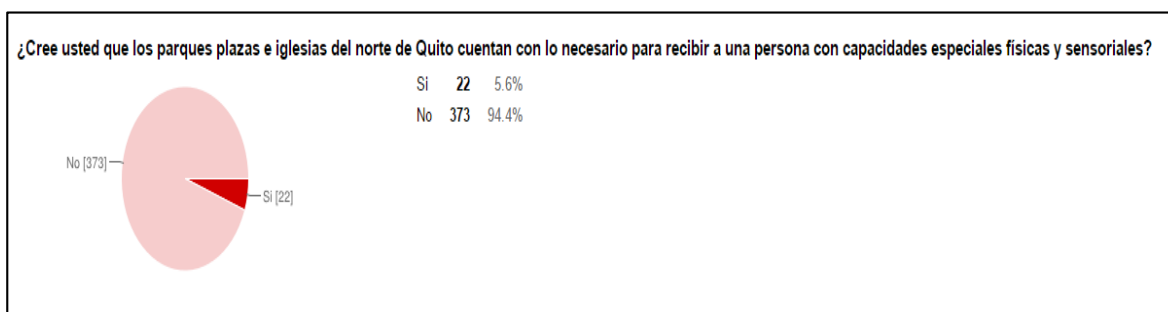 ¿Cree usted que los parques plazas e iglesias del norte de Quito cuentan con lo necesario para recibir a una persona con capacidades especiales físicas y sensoriales?
Si 22 5.6%
No 373 94.4%
No [373]
Si [22]